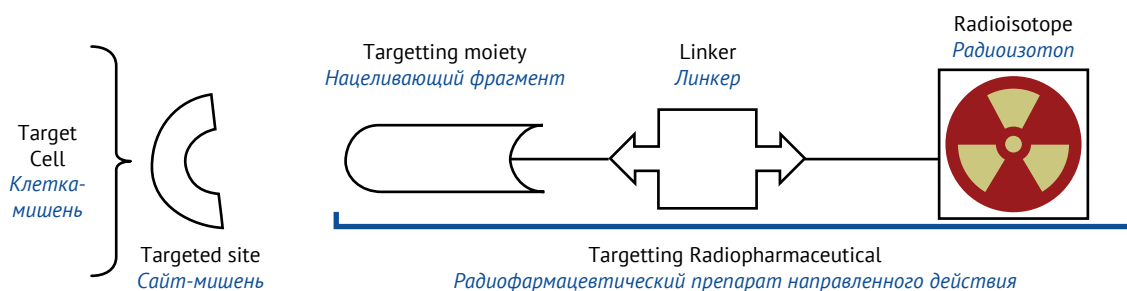 Target
Cell
Клетка-
мишень
Targeted site
Сайт-мишень
Targetting moiety
Нацеливающий фрагмент
Linker
Линкер
Radioisotope
Радиоизотоп
Targetting Radiopharmaceutical
Радиофармацевтический препарат направленного действия